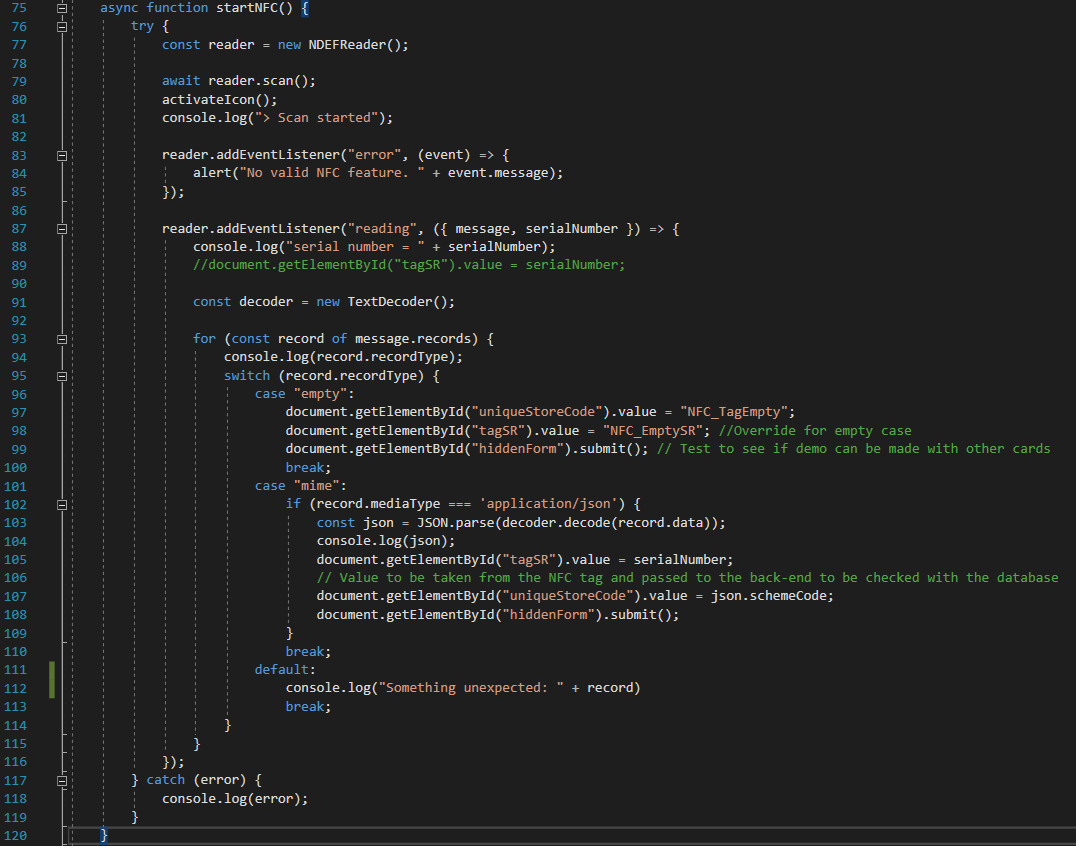 75 async function startNFC() {
76 try {
77 const reader = new NDEFReader();
78
79 await reader.scan();
80 activateIcon();
81 console.log("> Scan started");
82
83 reader.addEventListener("error", (event) => {
84 alert("No valid NFC feature. " + event.message);
85 });
86
87 reader.addEventListener("reading", ({ message, serialNumber }) => {
88 console.log("serial number = " + serialNumber);
89 //document.getElementById("tagSR").value = serialNumber;
90
91 const decoder = new TextDecoder();
92
93 for (const record of message.records) {
94 console.log(record.recordType);
95 switch (record.recordType) {
96 case "empty":
97 document.getElementById("uniqueStoreCode").value = "NFC_TagEmpty";
98 document.getElementById("tagSR").value = "NFC_EmptySR"; //Override for empty case
99 document.getElementById("hiddenForm").submit(); // Test to see if demo can be made with other cards
100 break;
101 case "mime":
102 if (record.mediaType === 'application/json') {
103 const json = JSON.parse(decoder.decode(record.data));
104 console.log(json);
105 document.getElementById("tagSR").value = serialNumber;
106 // Value to be taken from the NFC tag and passed to the back-end to be checked with the database
107 document.getElementById("uniqueStoreCode").value = json.schemeCode;
108 document.getElementById("hiddenForm").submit();
109 }
110 break;
111 default:
112 console.log("Something unexpected: " + record)
113 break;
114 }
115 }
116 });
117 } catch (error) {
118 console.log(error);
119 }
120 }